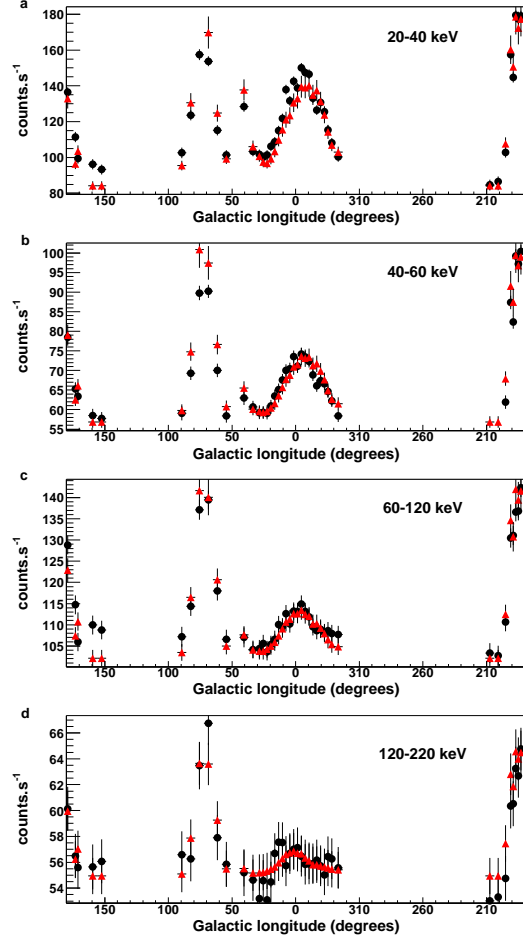 a
20-40 keV
counts.s⁻¹
180
160
140
120
100
80
150 100 50 0 310 260 210
Galactic longitude (degrees)
b
40-60 keV
counts.s⁻¹
100
95
90
85
80
75
70
65
60
55
150 100 50 0 310 260 210
Galactic longitude (degrees)
c
60-120 keV
counts.s⁻¹
140
135
130
125
120
115
110
105
150 100 50 0 310 260 210
Galactic longitude (degrees)
d
120-220 keV
counts.s⁻¹
66
64
62
60
58
56
54
150 100 50 0 310 260 210
Galactic longitude (degrees)